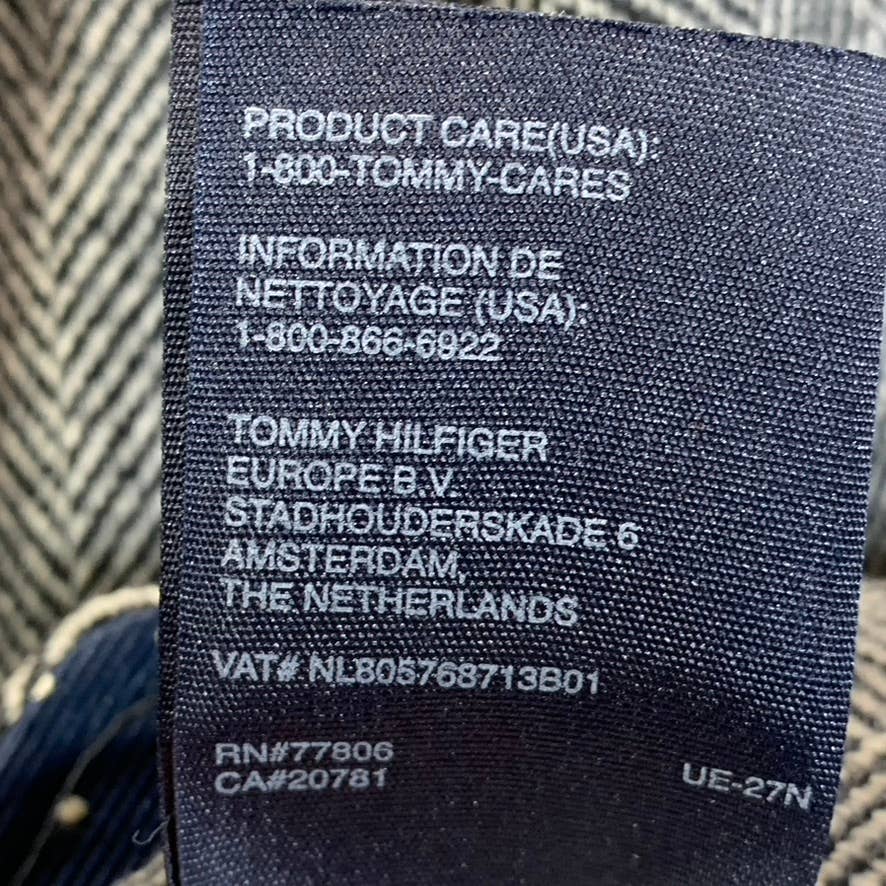 PRODUCT CARE(USA):
1-800-TOMMY-CARES
INFORMATION DE
NETTOYAGE (USA):
1-800-866-6922
TOMMY HILFIGER
EUROPE B.V.
STADHOUDERSKADE 6
AMSTERDAM,
THE NETHERLANDS
VAT# NL805768713B01
RN#77806
CA#20781
UE-27N